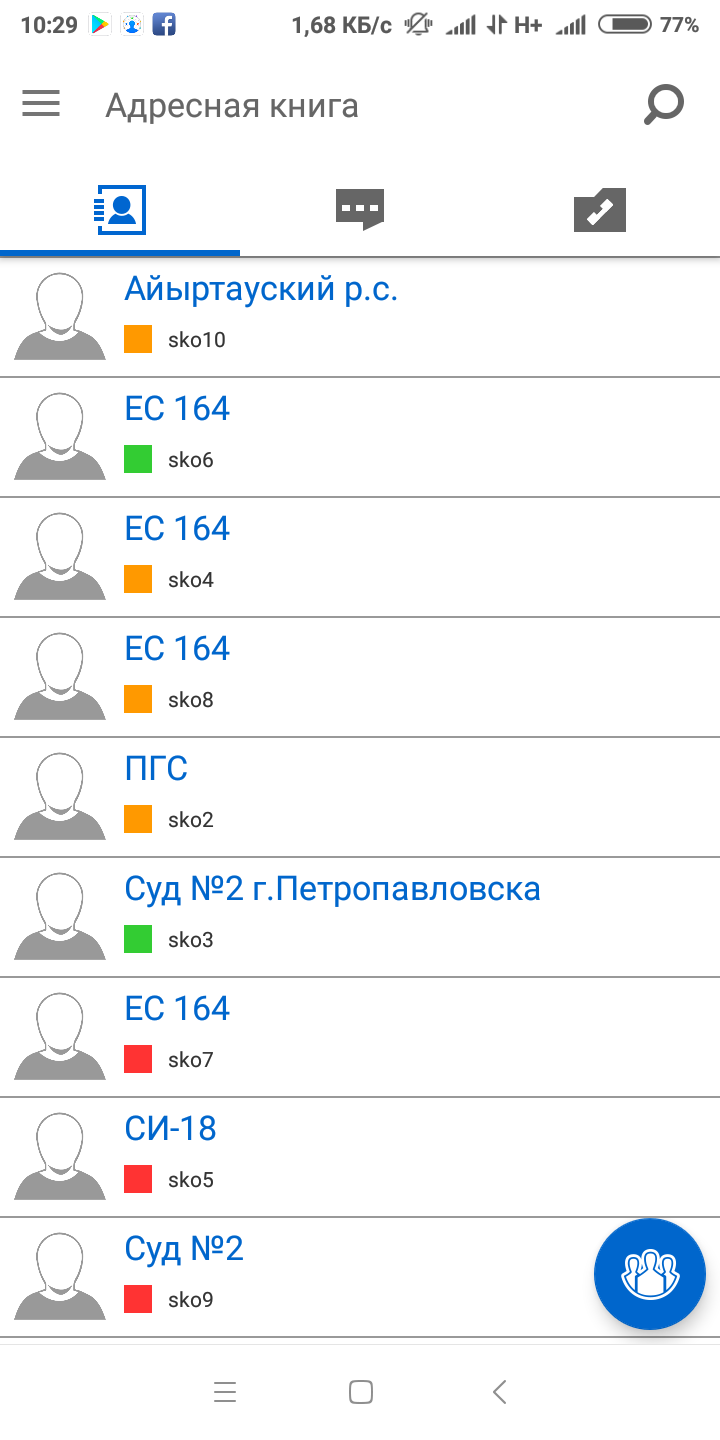 10:29 1,68 КБ/с H+ 77%
Адресная книга
Айыртауский р.с.
sko10
ЕС 164
sko6
ЕС 164
sko4
ЕС 164
sko8
ПГС
sko2
Суд №2 г.Петропавловска
sko3
ЕС 164
sko7
СИ-18
sko5
Суд №2
sko9